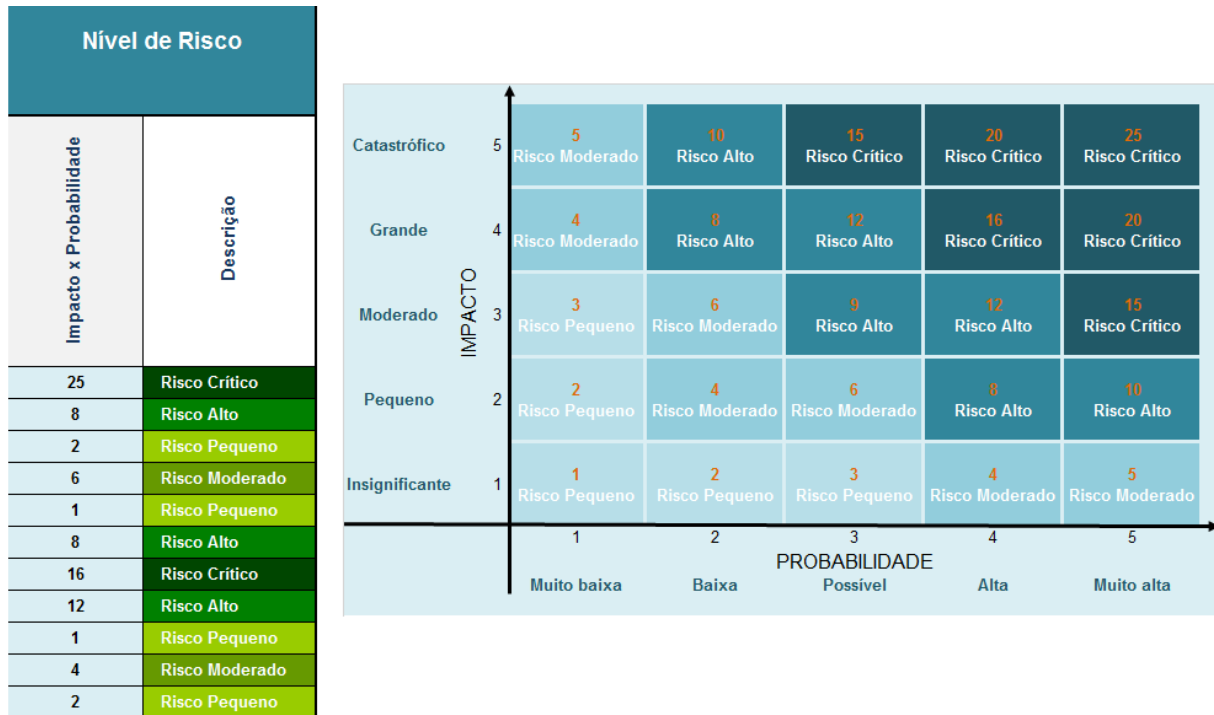 Nível de Risco
Impacto x Probabilidade
Descrição
25 Risco Crítico
8 Risco Alto
2 Risco Pequeno
6 Risco Moderado
1 Risco Pequeno
8 Risco Alto
16 Risco Crítico
12 Risco Alto
1 Risco Pequeno
4 Risco Moderado
2 Risco Pequeno
IMPACTO
Catastrófico 5
5 10 15 20 25
Risco Moderado Risco Alto Risco Crítico Risco Crítico Risco Crítico
Grande 4
4 8 12 16 20
Risco Moderado Risco Alto Risco Alto Risco Crítico Risco Crítico
Moderado 3
3 6 9 12 15
Risco Pequeno Risco Moderado Risco Alto Risco Alto Risco Crítico
Pequeno 2
2 4 6 8 10
Risco Pequeno Risco Moderado Risco Moderado Risco Alto Risco Alto
Insignificante 1
1 2 3 4 5
Risco Pequeno Risco Pequeno Risco Pequeno Risco Moderado Risco Moderado
1 2 3 4 5
PROBABILIDADE
Muito baixa Baixa Possível Alta Muito alta